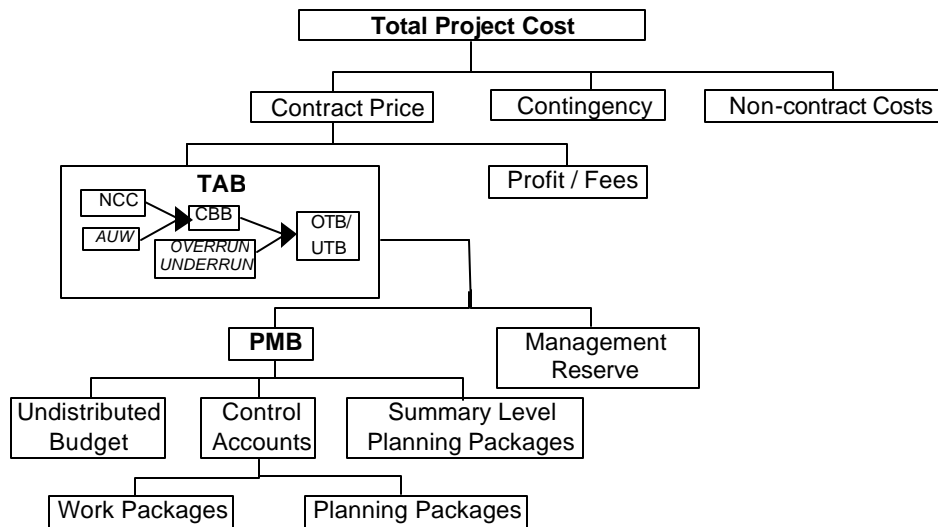 Total Project Cost
Contract Price
Contingency
Non-contract Costs
TAB
NCC
CBB
AUW
OVERRUN
UNDERRUN
OTB/
UTB
Profit / Fees
PMB
Management
Reserve
Undistributed
Budget
Control
Accounts
Summary Level
Planning Packages
Work Packages
Planning Packages